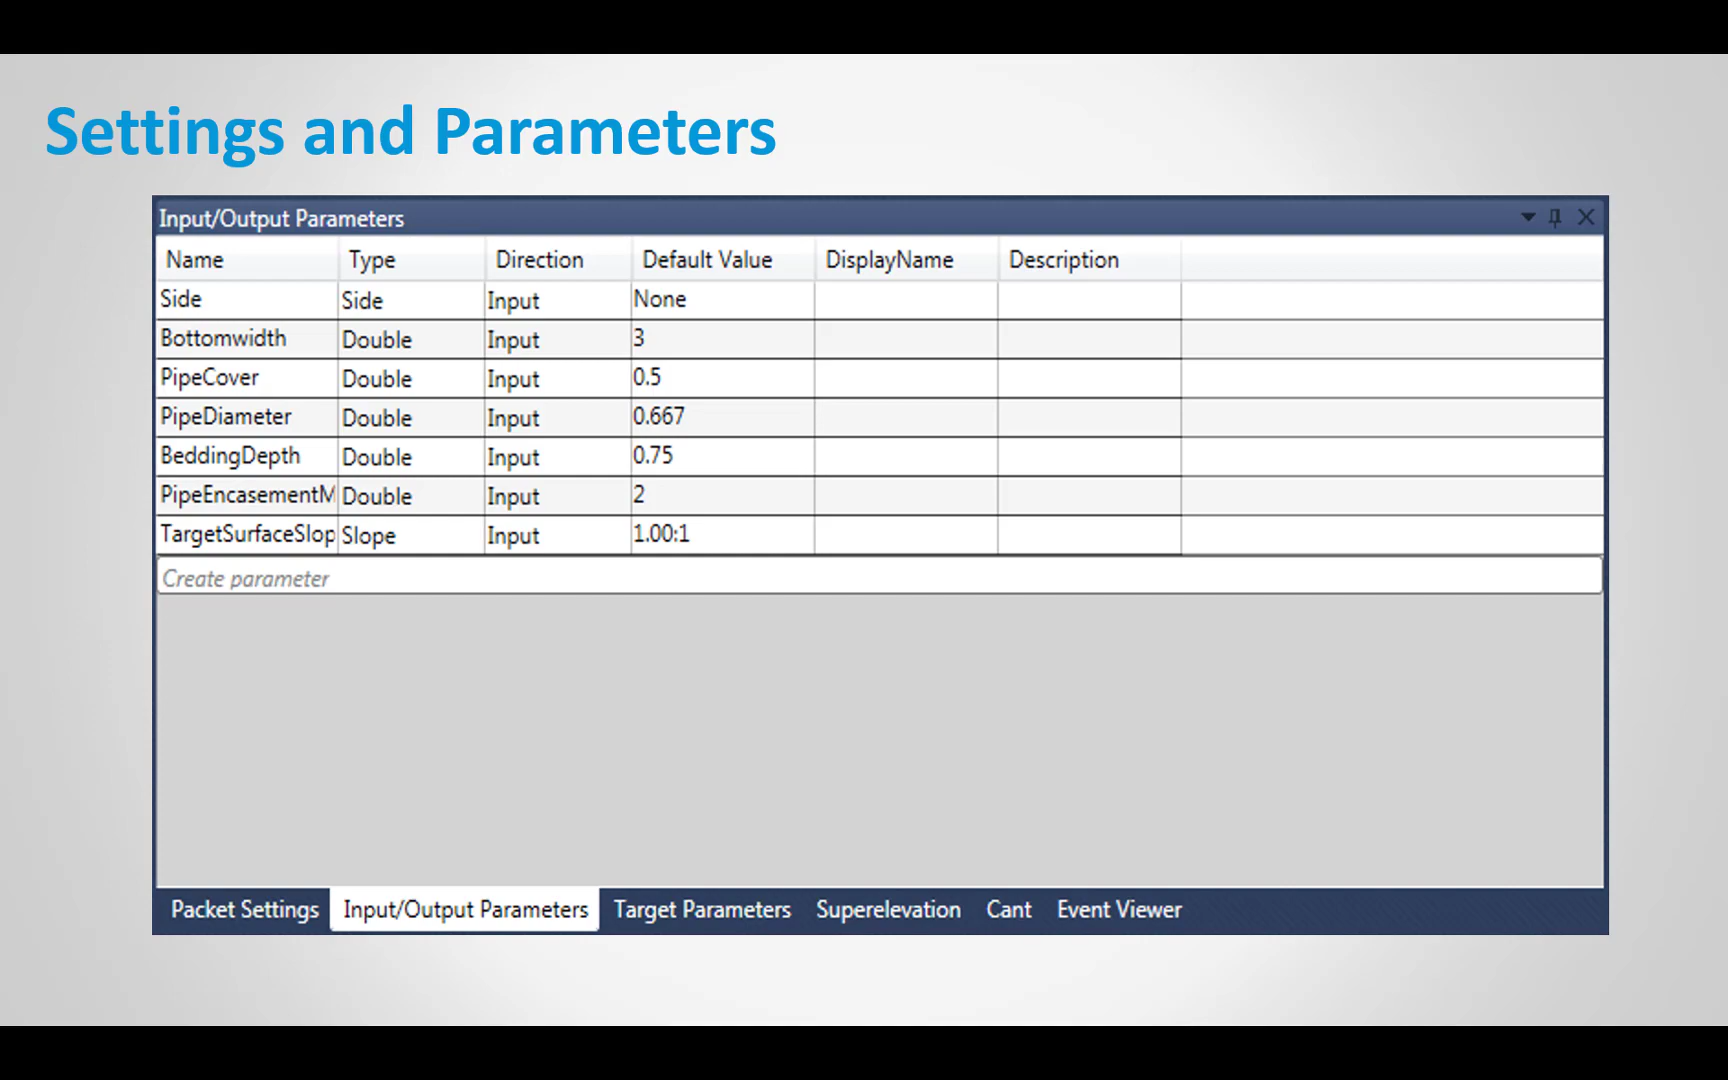 Settings and Parameters
Input/Output Parameters
Name Type Direction Default Value DisplayName Description
Side Side Input None
Bottomwidth Double Input 3
PipeCover Double Input 0.5
PipeDiameter Double Input 0.667
BeddingDepth Double Input 0.75
PipeEncasementM Double Input 2
TargetSurfaceSlop Slope Input 1.00:1
Create parameter
Packet Settings Input/Output Parameters Target Parameters Superelevation Cant Event Viewer